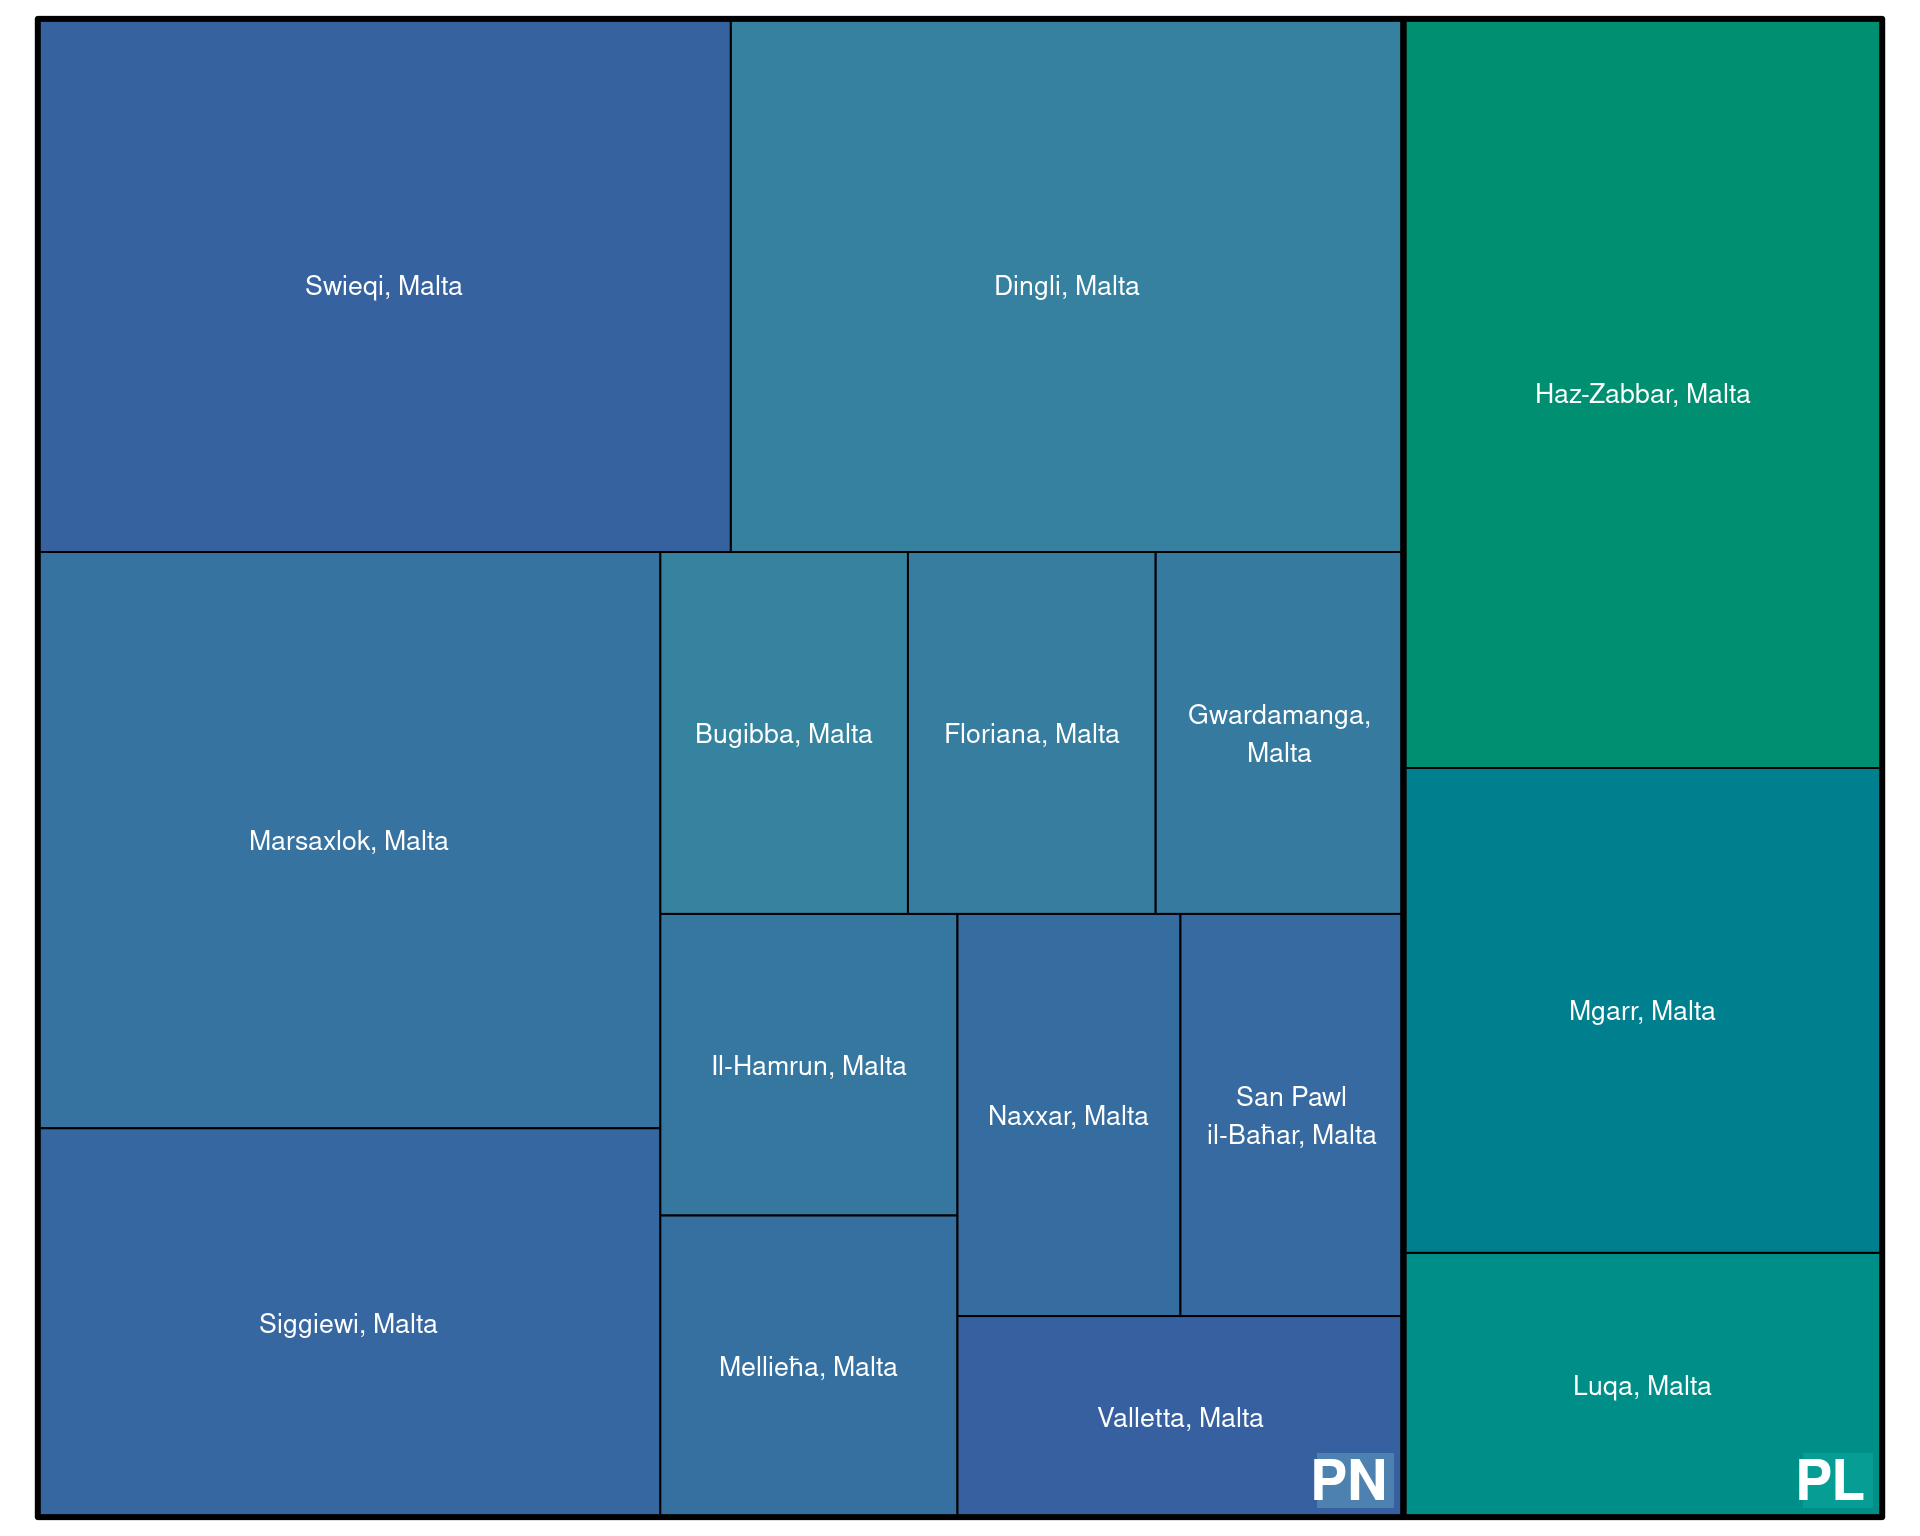 Swieqi, Malta
Dingli, Malta
Haz-Zabbar, Malta
Marsaxlok, Malta
Bugibba, Malta
Floriana, Malta
Gwardamanga,
Malta
Il-Hamrun, Malta
Naxxar, Malta
San Pawl
il-Baħar, Malta
Mgarr, Malta
Siggiewi, Malta
Mellieħa, Malta
Valletta, Malta
Luqa, Malta
PN
PL